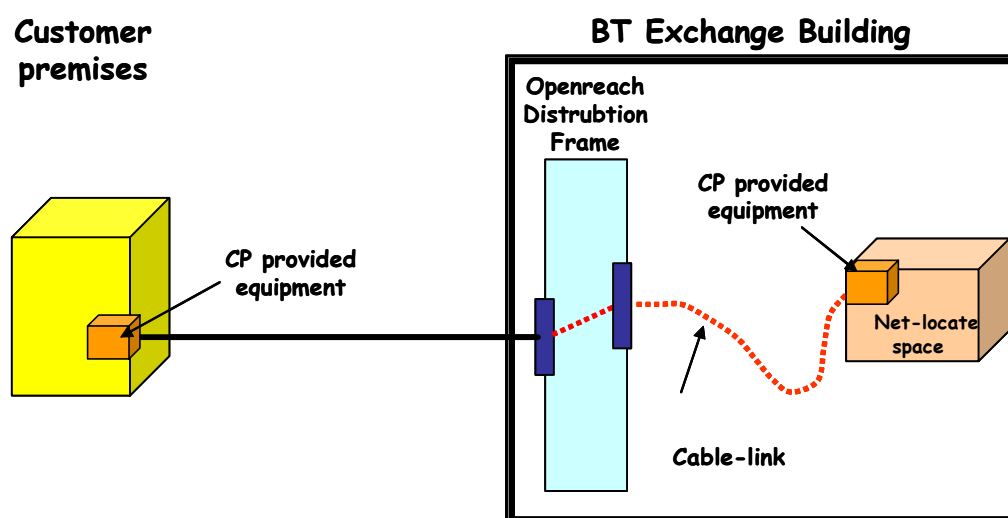 Customer
premises
BT Exchange Building
Openreach
Distrubtion
Frame
CP provided
equipment
CP provided
equipment
Net-locate
space
Cable-link